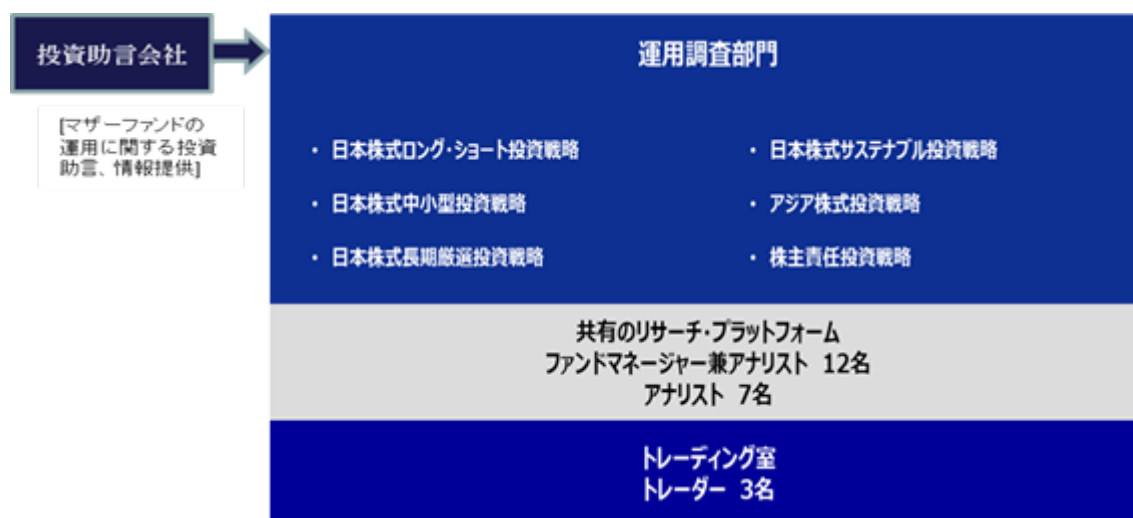 投資助言会社
[マザーファンドの
運用に関する投資
助言、情報提供]
運用調査部門
・ 日本株式ロング・ショート投資戦略
・ 日本株式サステナブル投資戦略
・ 日本株式中小型投資戦略
・ アジア株式投資戦略
・ 日本株式長期厳選投資戦略
・ 株主責任投資戦略
共有のリサーチ・プラットフォーム
ファンドマネージャー兼アナリスト 12名
アナリスト 7名
トレーディング室
トレーダー 3名